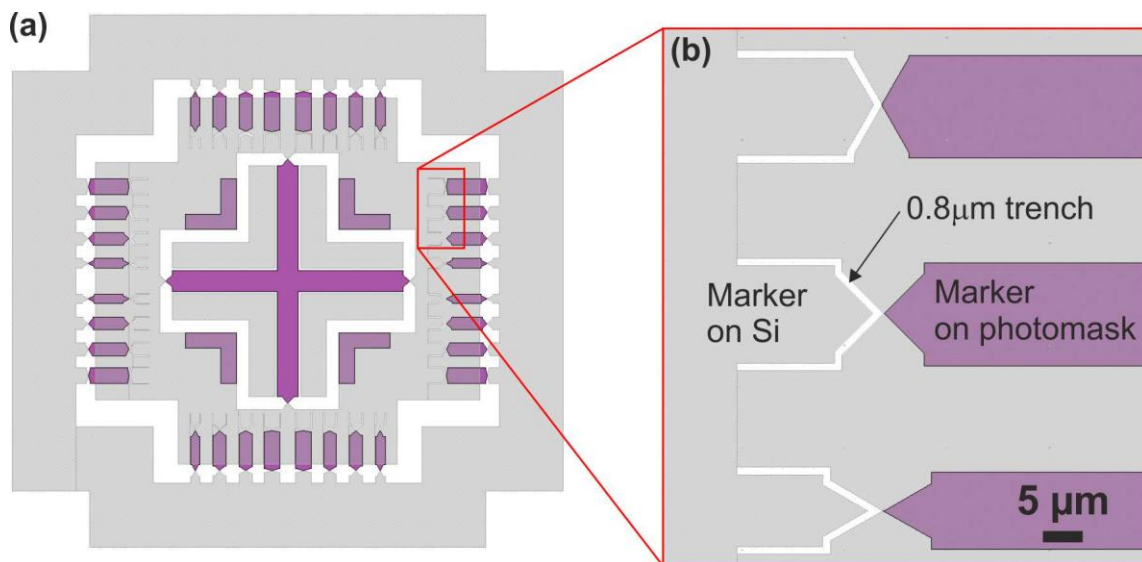 (a)
(b)
0.8μm trench
Marker
on Si
Marker
on photomask
5 μm